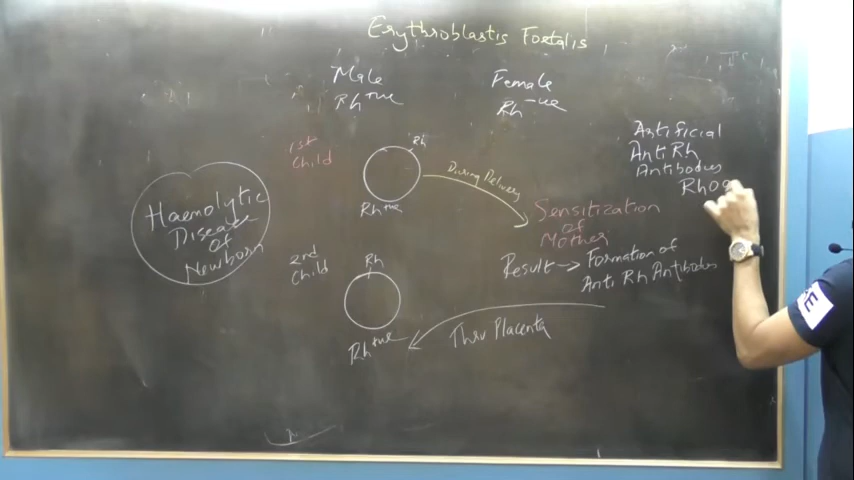 Erythroblastis Foetalis
Male
Rh+ve
Female
Rh-ve
1st
Child
Rh
Rh+ve
During Delivery
Sensitization
of
Mother
Result → Formation of
Anti Rh Antibodies
Artificial
Anti Rh
Antibodies
Rhog
Haemolytic
Disease
of
Newborn
2nd
Child
Rh
Rh+ve
Thru Placenta